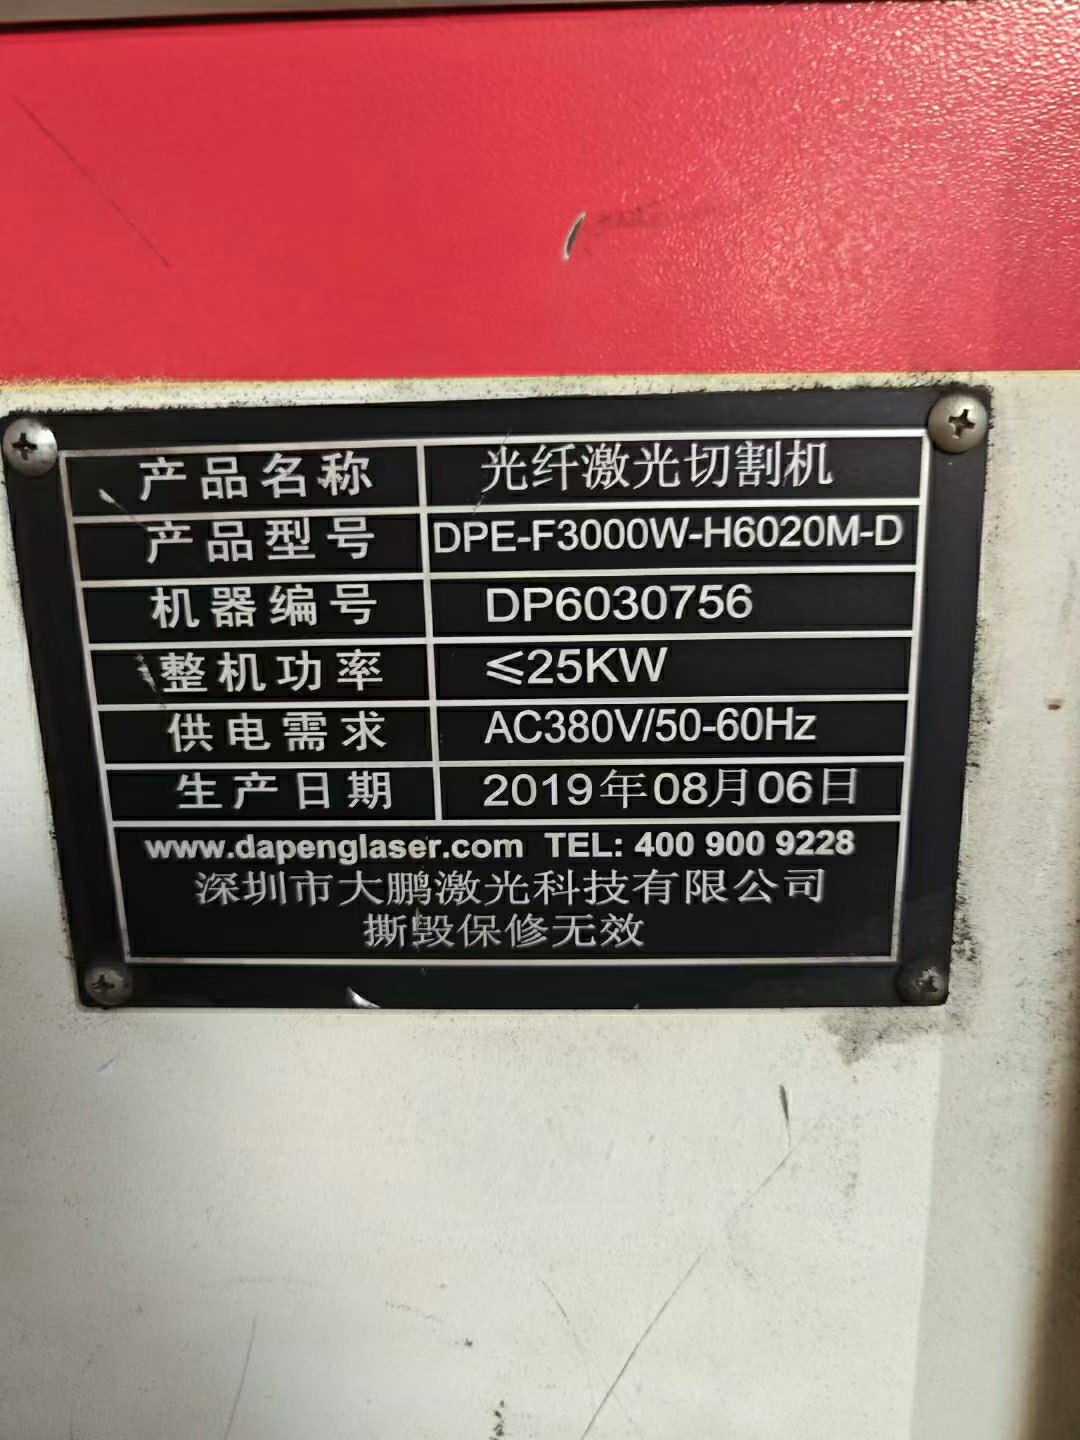 产品名称 光纤激光切割机
产品型号 DPE-F3000W-H6020M-D
机器编号 DP6030756
整机功率 ≤25KW
供电需求 AC380V/50-60Hz
生产日期 2019年08月06日
www.dapenglaser.com TEL: 400 900 9228
深圳市大鹏激光科技有限公司
撕毁保修无效